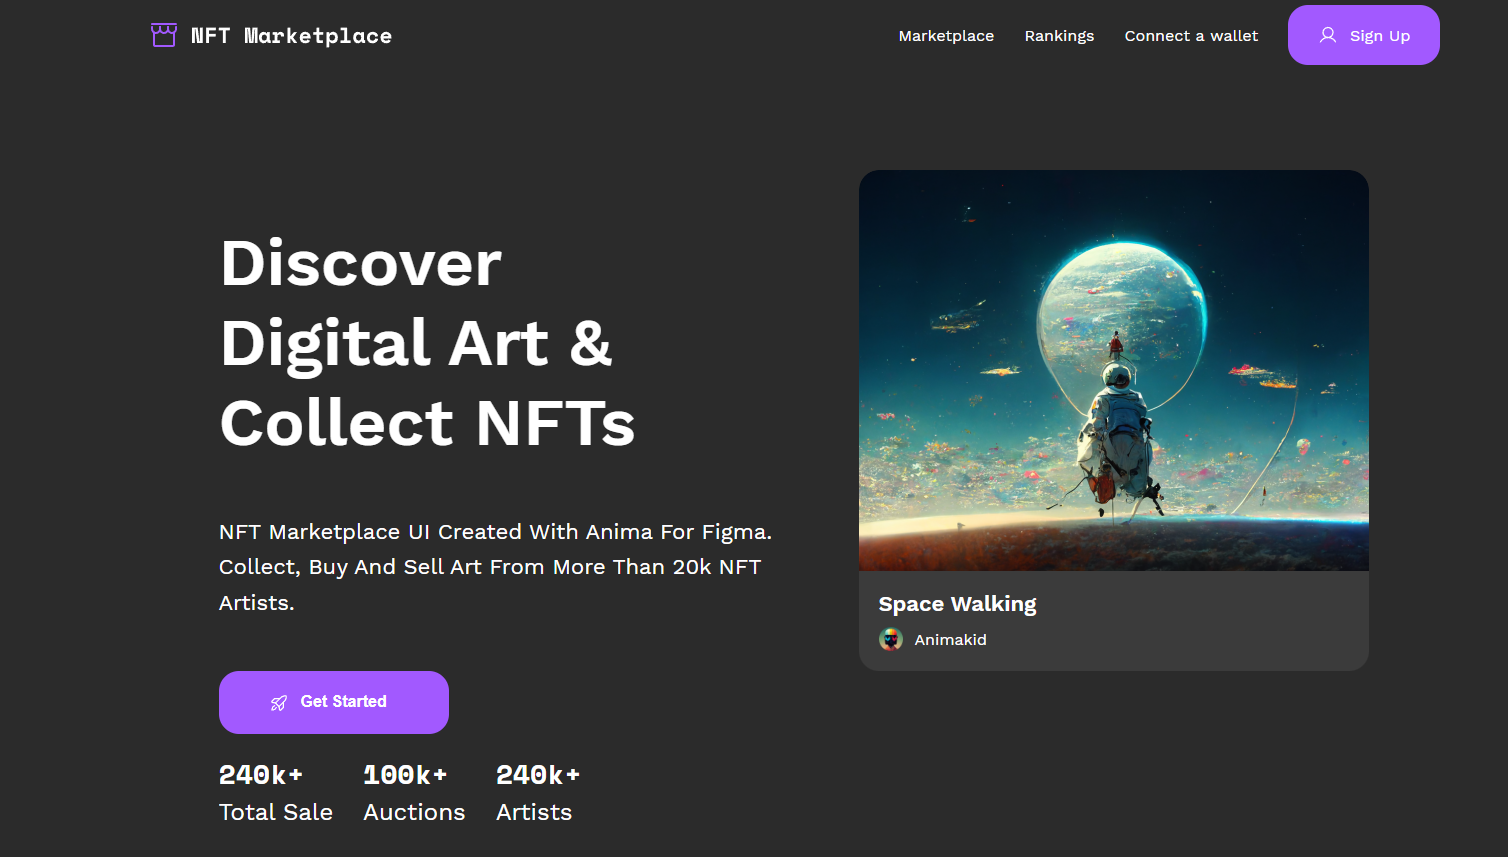 NFT Marketplace
Marketplace
Rankings
Connect a wallet
Sign Up
Discover
Digital Art &
Collect NFTs
NFT Marketplace UI Created With Anima For Figma.
Collect, Buy And Sell Art From More Than 20k NFT
Artists.
Get Started
240k+
Total Sale
100k+
Auctions
240k+
Artists
Space Walking
Animakid